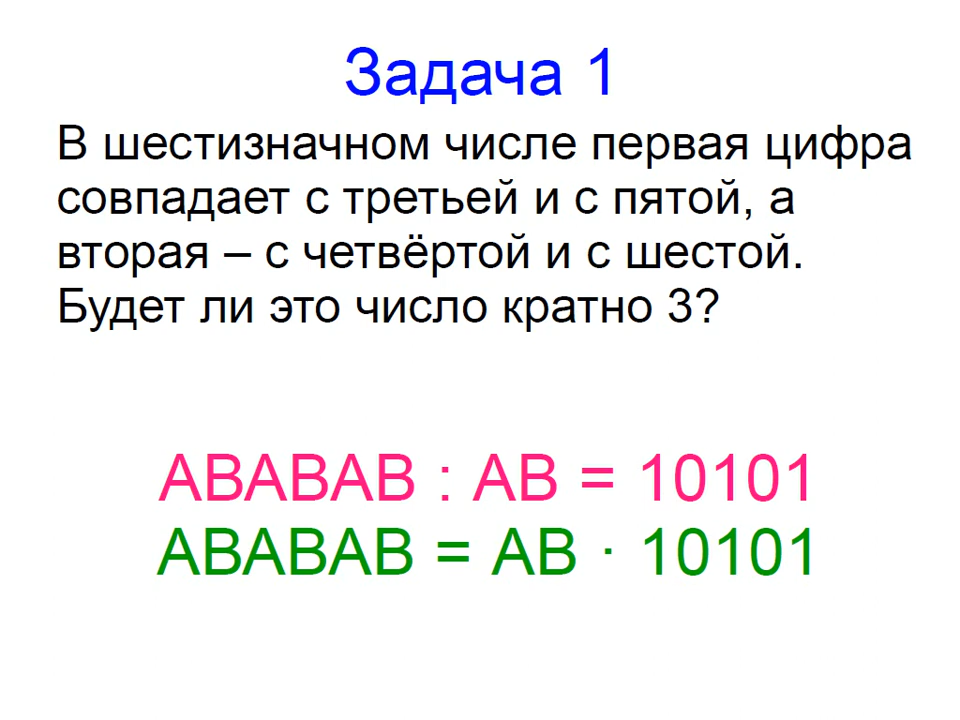 Задача 1
В шестизначном числе первая цифра
совпадает с третьей и с пятой, а
вторая – с четвёртой и с шестой.
Будет ли это число кратно 3?
АВАВАВ : АВ = 10101
АВАВАВ = АВ · 10101